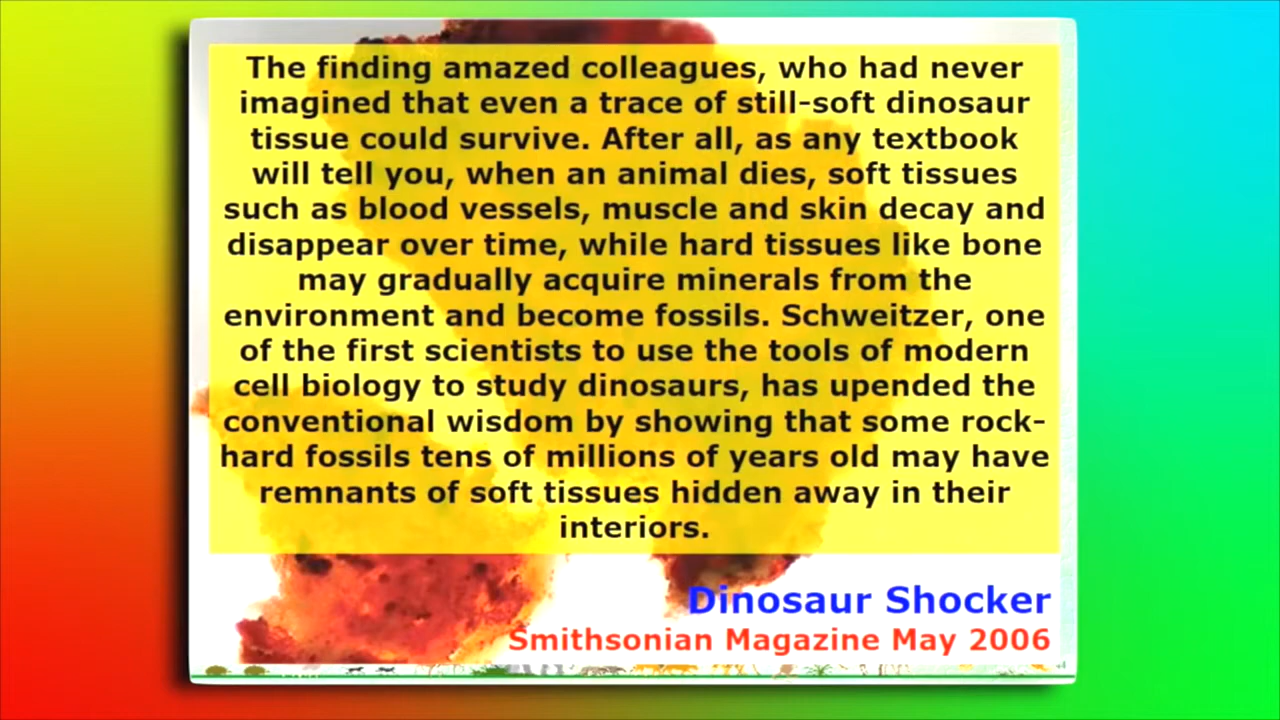 The finding amazed colleagues, who had never
imagined that even a trace of still-soft dinosaur
tissue could survive. After all, as any textbook
will tell you, when an animal dies, soft tissues
such as blood vessels, muscle and skin decay and
disappear over time, while hard tissues like bone
may gradually acquire minerals from the
environment and become fossils. Schweitzer, one
of the first scientists to use the tools of modern
cell biology to study dinosaurs, has upended the
conventional wisdom by showing that some rock-
hard fossils tens of millions of years old may have
remnants of soft tissues hidden away in their
interiors.
Dinosaur Shocker
Smithsonian Magazine May 2006